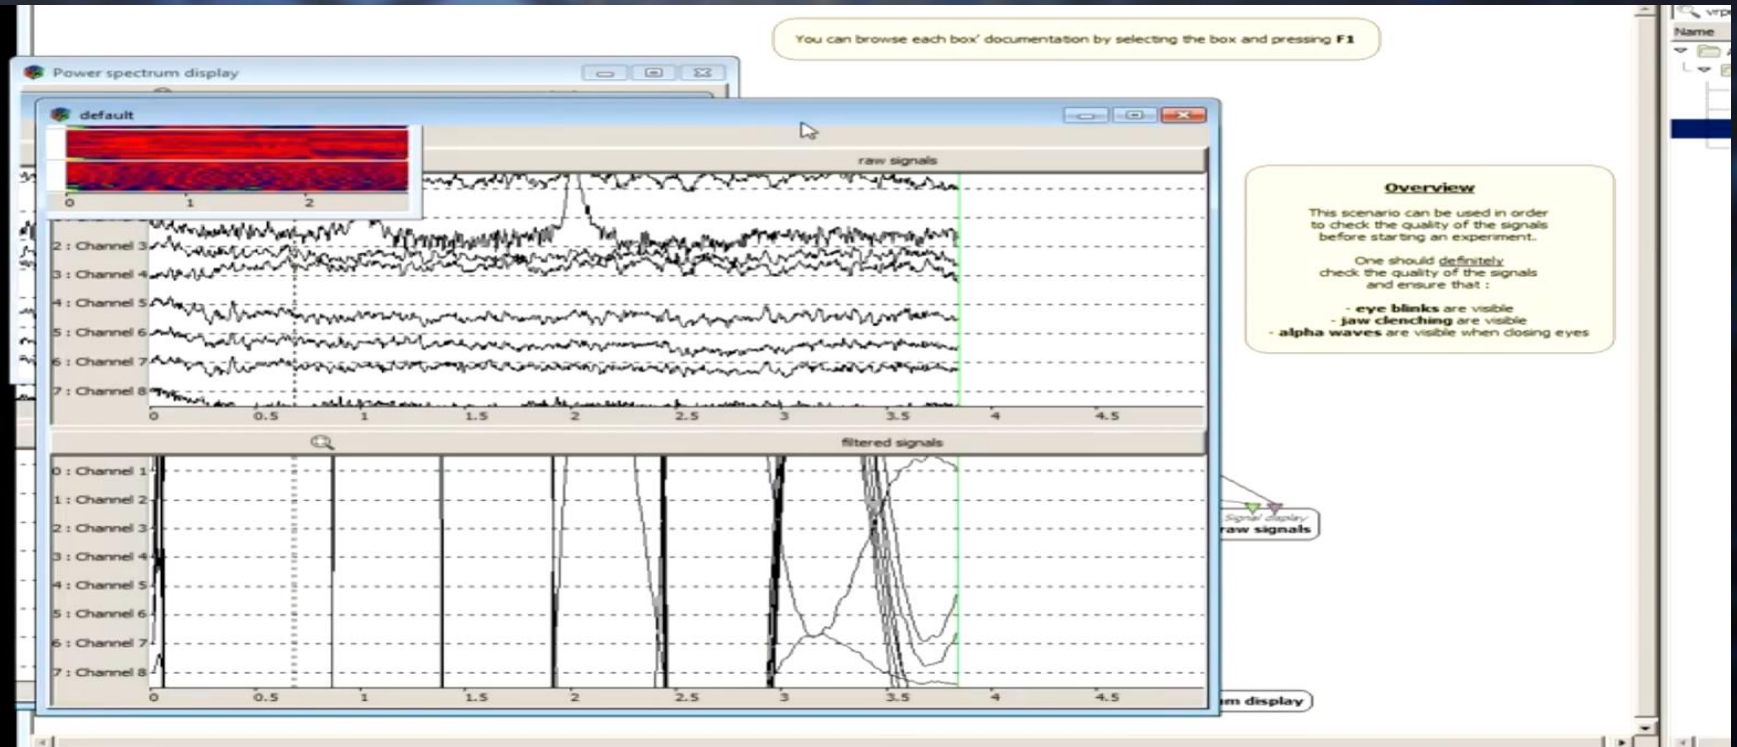 You can browse each box' documentation by selecting the box and pressing F1
Name
Power spectrum display
default
raw signals
0 1 2
2 : Channel 3
3 : Channel 4
4 : Channel 5
5 : Channel 6
6 : Channel 7
7 : Channel 8
0 0.5 1 1.5 2 2.5 3 3.5 4 4.5
filtered signals
0 : Channel 1
1 : Channel 2
2 : Channel 3
3 : Channel 4
4 : Channel 5
5 : Channel 6
6 : Channel 7
7 : Channel 8
0 0.5 1 1.5 2 2.5 3 3.5 4 4.5
Overview
This scenario can be used in order
to check the quality of the signals
before starting an experiment.
One should definitely
check the quality of the signals
and ensure that :
- eye blinks are visible
- jaw clenching are visible
- alpha waves are visible when closing eyes
Signal display
raw signals
display